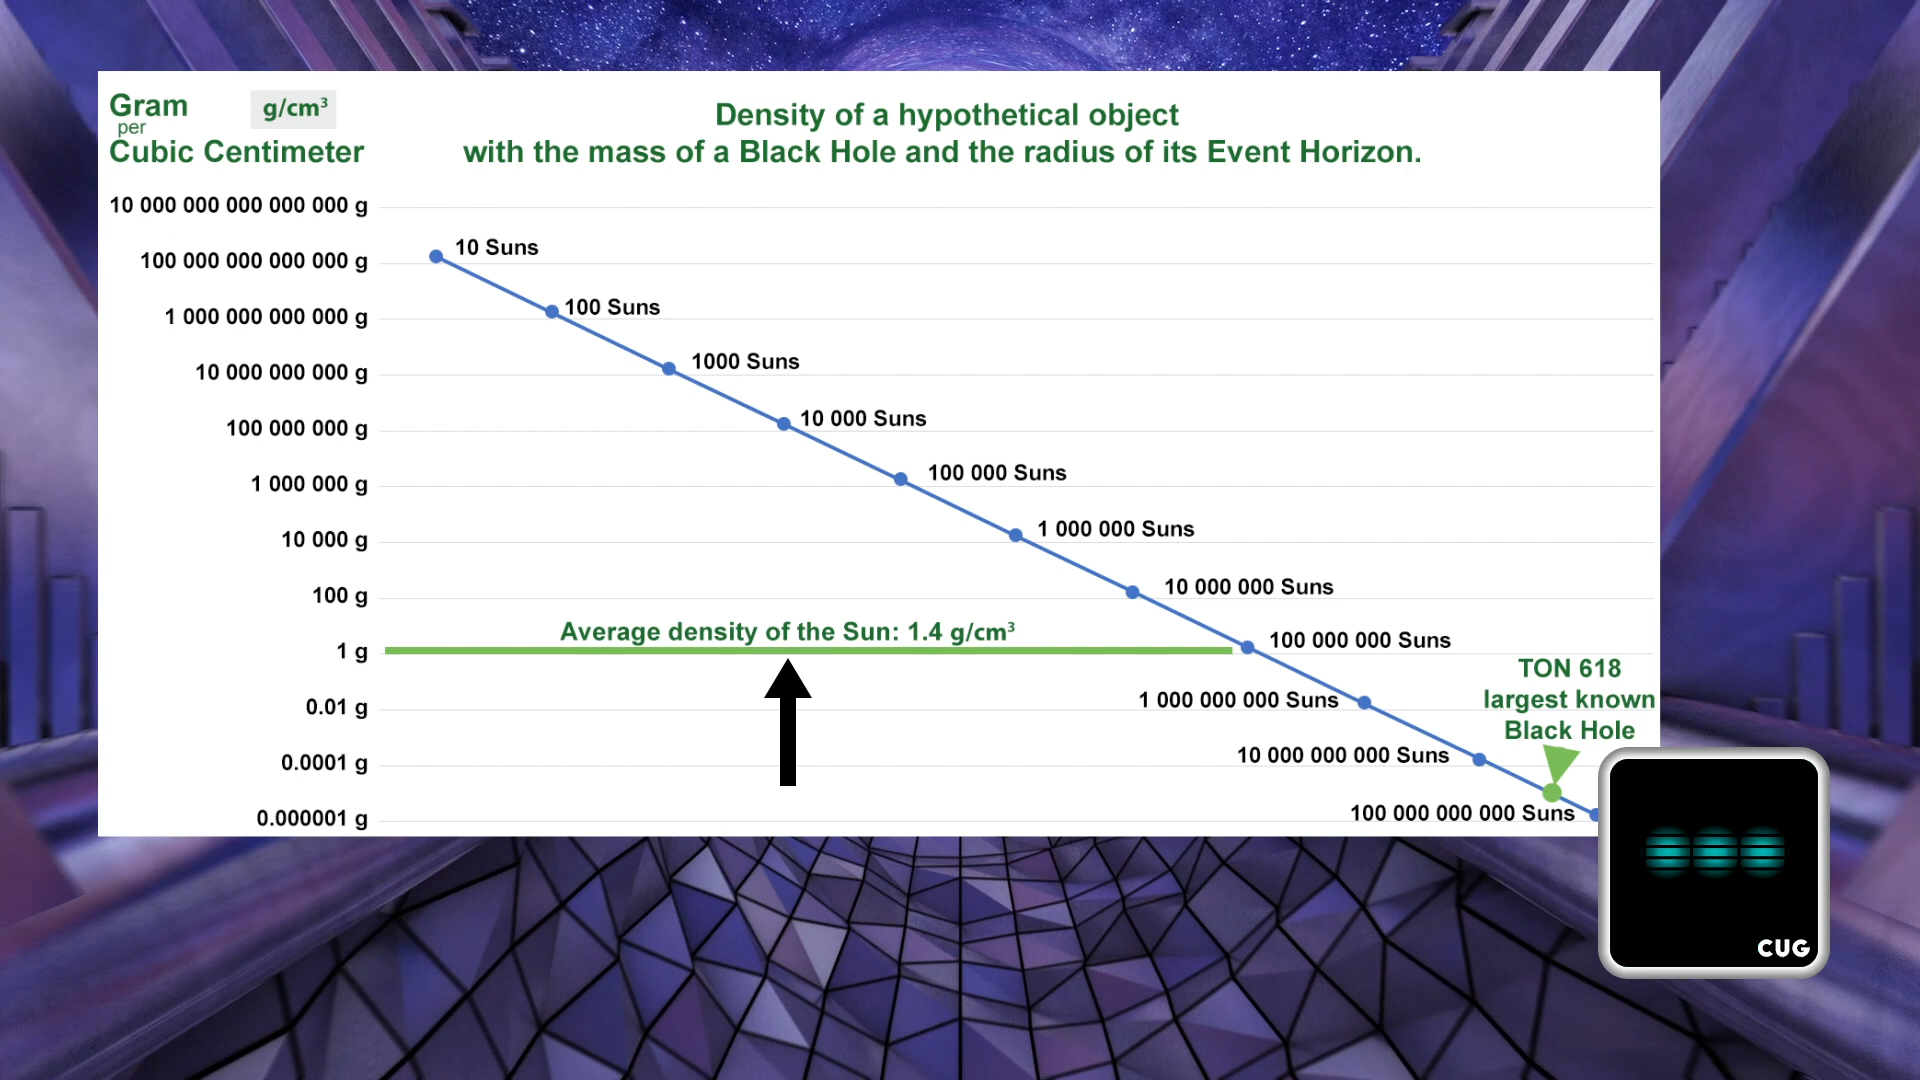 Gram
per
Cubic Centimeter
g/cm³
Density of a hypothetical object
with the mass of a Black Hole and the radius of its Event Horizon.
10 000 000 000 000 000 g
100 000 000 000 000 g
1 000 000 000 000 g
10 000 000 000 g
100 000 000 g
1 000 000 g
10 000 g
100 g
1 g
0.01 g
0.0001 g
0.000001 g
10 Suns
100 Suns
1000 Suns
10 000 Suns
100 000 Suns
1 000 000 Suns
10 000 000 Suns
100 000 000 Suns
1 000 000 000 Suns
10 000 000 000 Suns
100 000 000 000 Suns
Average density of the Sun: 1.4 g/cm³
TON 618
largest known
Black Hole
CUG